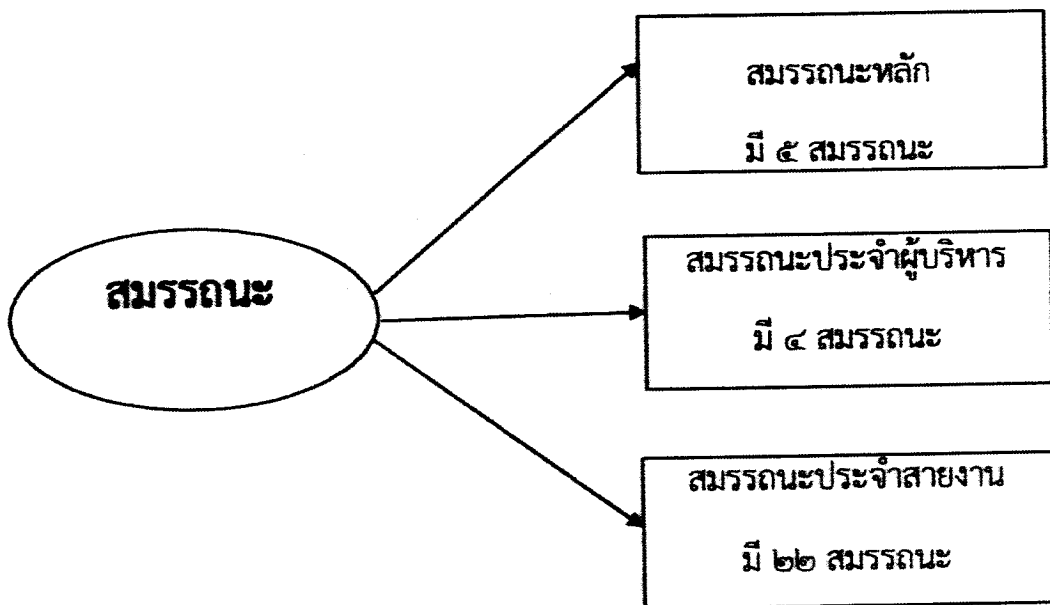 สมรรถนะ
สมรรถนะหลัก
มี ๕ สมรรถนะ
สมรรถนะประจำผู้บริหาร
มี ๔ สมรรถนะ
สมรรถนะประจำสายงาน
มี ๒๒ สมรรถนะ